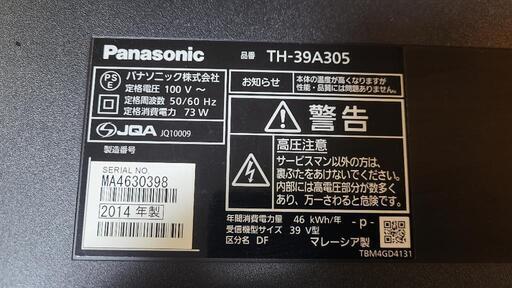 Panasonic 品番 TH-39A305
PS
E
パナソニック株式会社
定格電圧 100 V ～
定格周波数 50/60 Hz
定格消費電力 73 W
お知らせ
本体の温度が高くなりますが
性能・品質には問題ありません。
JQA JQ10009
製造番号
SERIAL NO.
MA4630398
2014 年製
警告
高圧注意
サービスマン以外の方は、
裏ぶたをあけないでください。
内部には高電圧部分が数多く
あり、万一さわると危険です。
年間消費電力量 46 kWh/年
受信機型サイズ 39 V型
区分名 DF
- p -
マレーシア製
TBM4GD4131